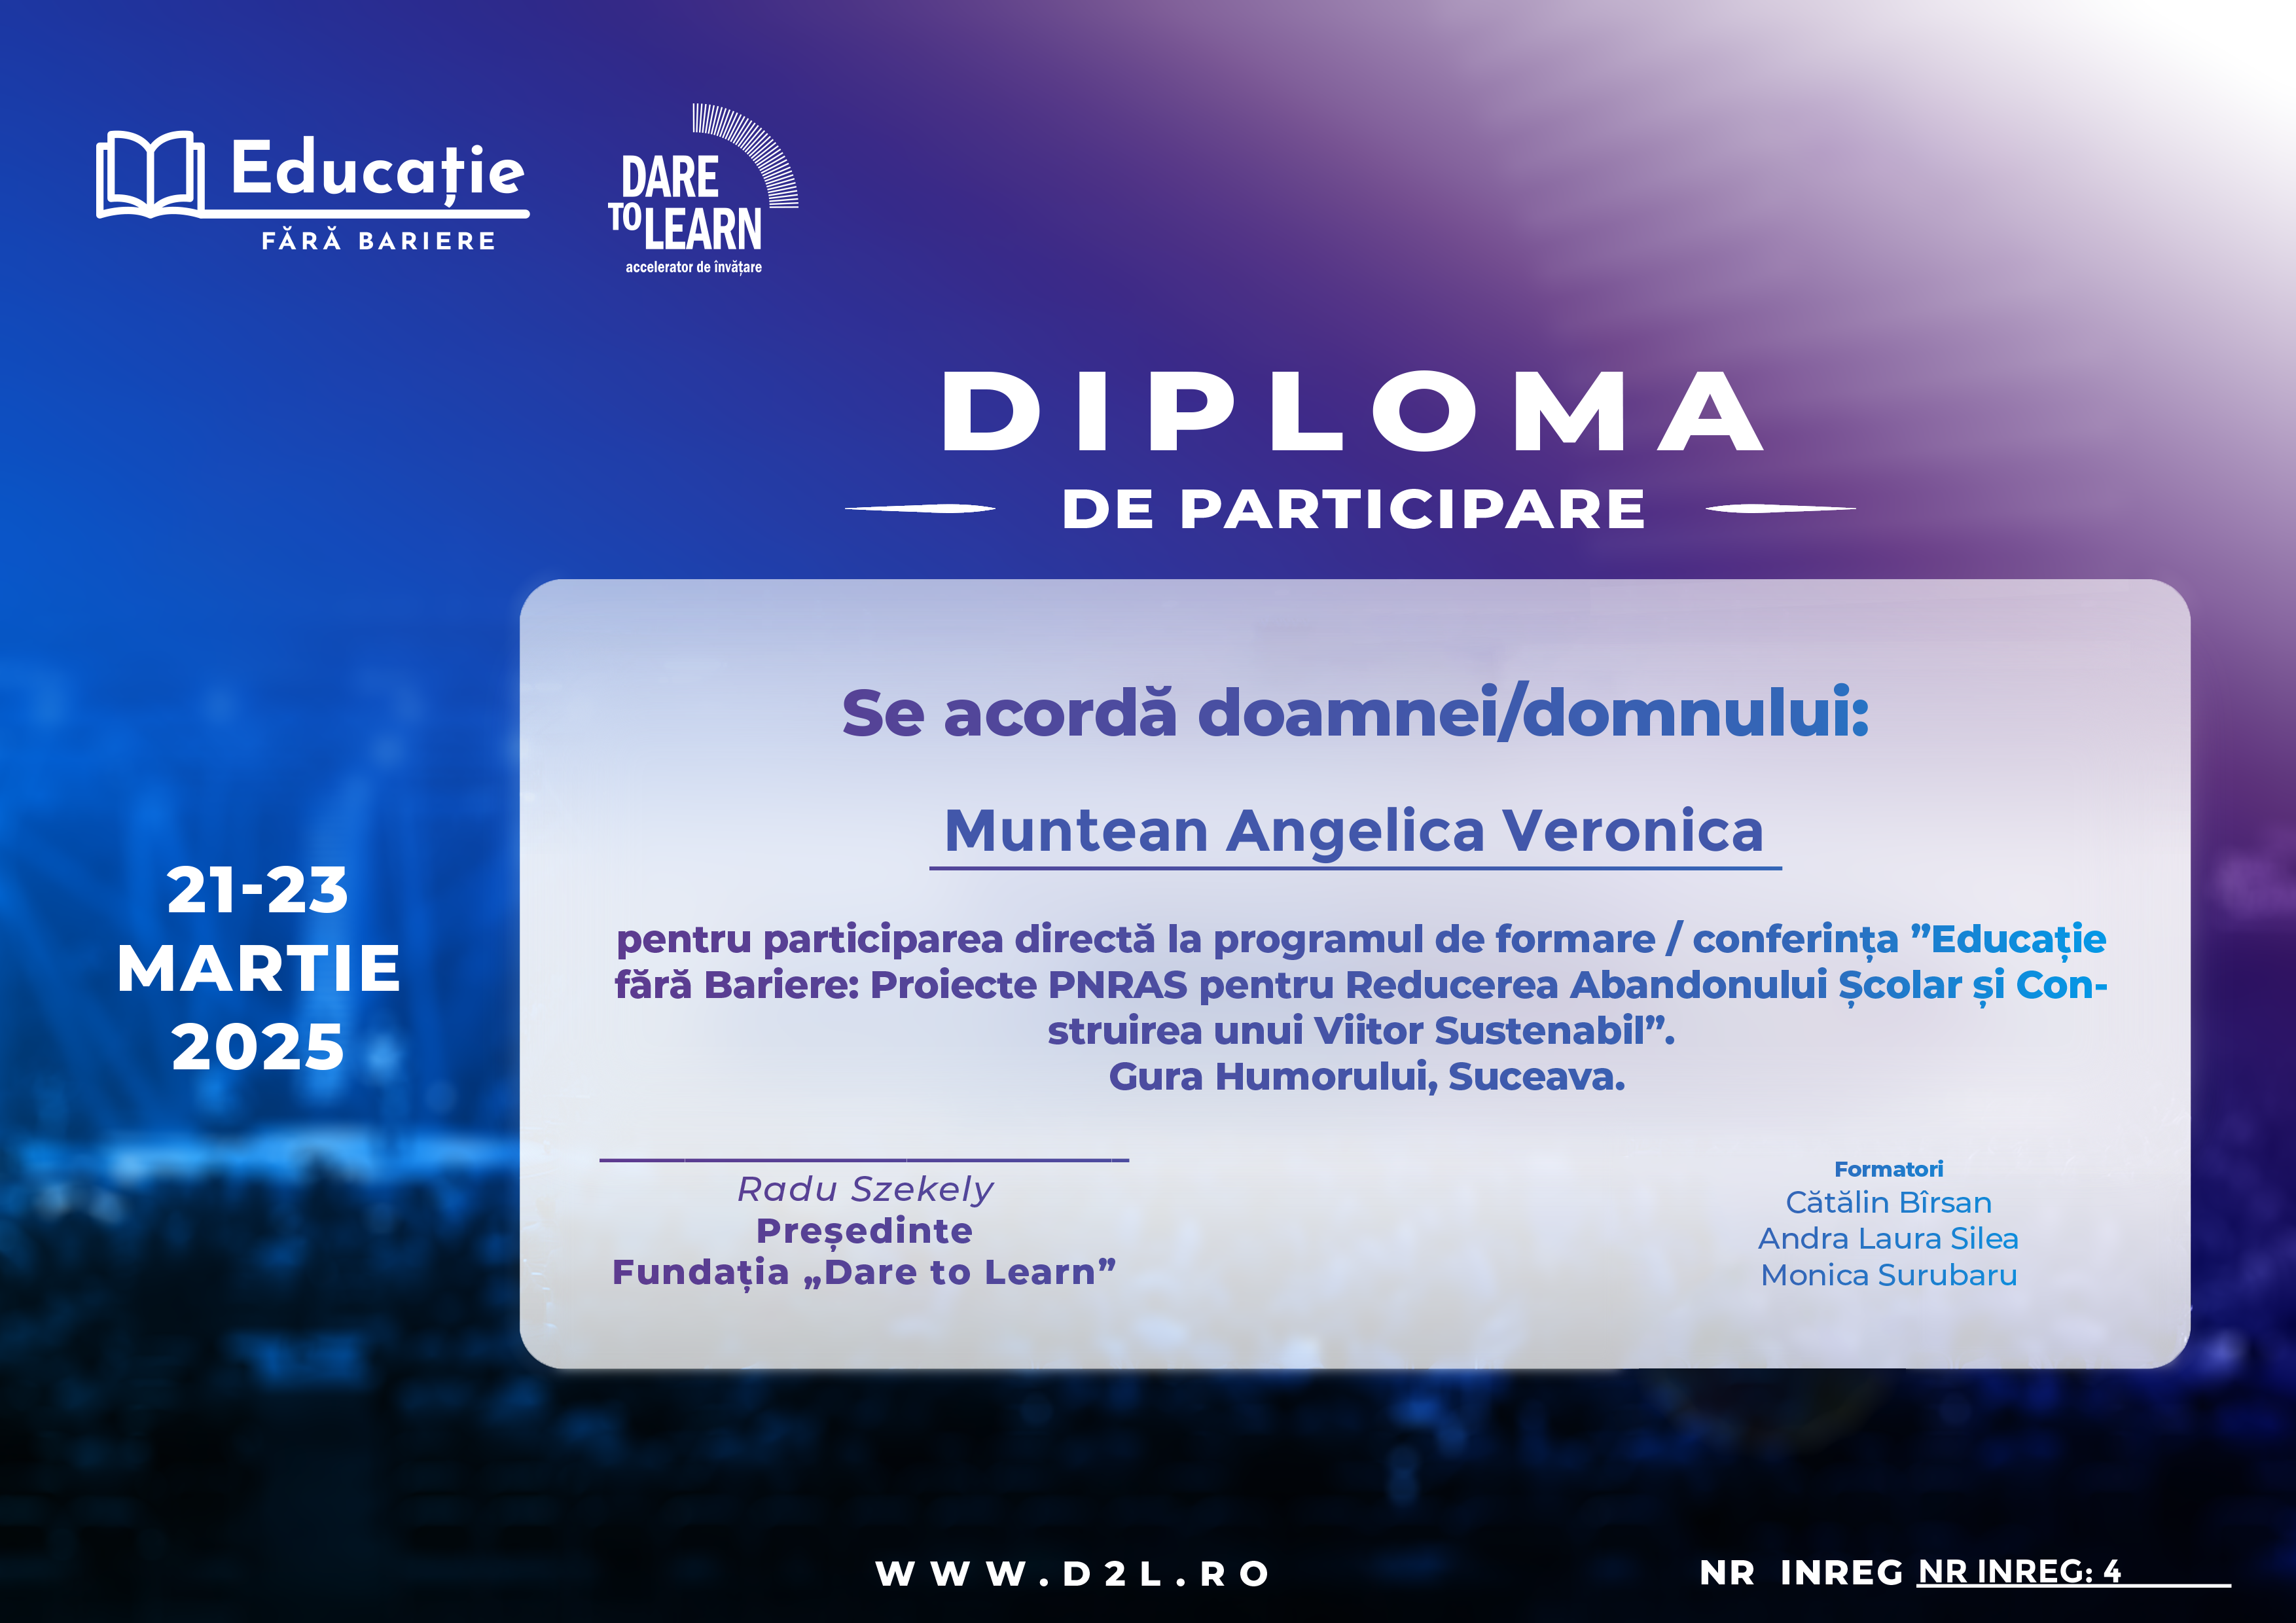 Educație
FĂRĂ BARIERE
DARE
TO LEARN
accelerator de învățare
DIPLOMA
DE PARTICIPARE
21-23
MARTIE
2025
Se acordă doamnei/domnului:
Muntean Angelica Veronica
pentru participarea directă la programul de formare / conferința ”Educație
fără Bariere: Proiecte PNRAS pentru Reducerea Abandonului Școlar și Con-
struirea unui Viitor Sustenabil”.
Gura Humorului, Suceava.
Radu Szekely
Președinte
Fundația „Dare to Learn”
Formatori
Cătălin Bîrsan
Andra Laura Silea
Monica Surubaru
WWW.D2L.RO
NR INREG NR INREG: 4